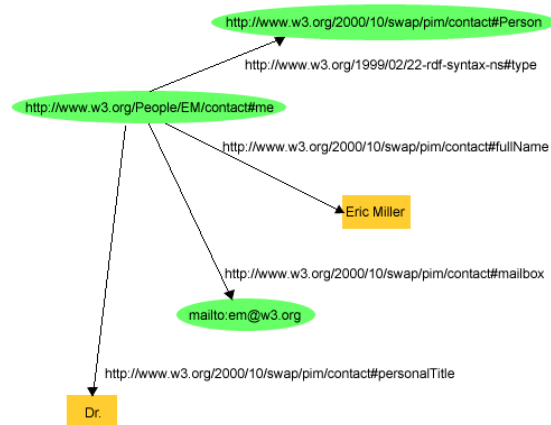 http://www.w3.org/2000/10/swap/pim/contact#Person
http://www.w3.org/1999/02/22-rdf-syntax-ns#type
http://www.w3.org/People/EM/contact#me
http://www.w3.org/2000/10/swap/pim/contact#fullName
Eric Miller
http://www.w3.org/2000/10/swap/pim/contact#mailbox
mailto:em@w3.org
http://www.w3.org/2000/10/swap/pim/contact#personalTitle
Dr.